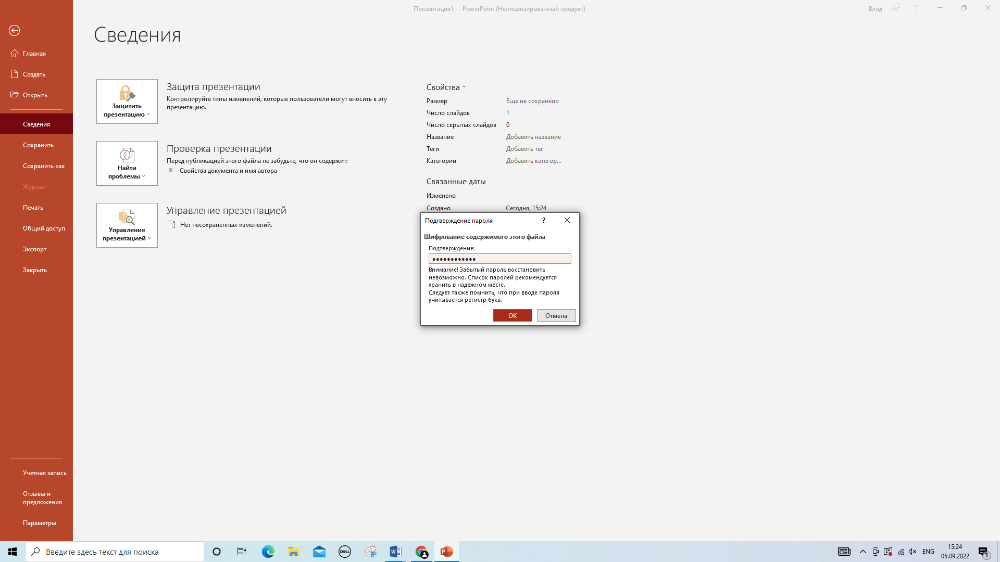 Презентация1 - PowerPoint (Нелицензированный продукт)
Вход
?
Сведения
Главная
Создать
Открыть
Сведения
Сохранить
Сохранить как
Журнал
Печать
Общий доступ
Экспорт
Закрыть
Учетная запись
Отзывы и
предложения
Параметры
Защитить
презентацию
Защита презентации
Контролируйте типы изменений, которые пользователи могут вносить в эту
презентацию.
Найти
проблемы
Проверка презентации
Перед публикацией этого файла не забудьте, что он содержит:
Свойства документа и имя автора
Управление
презентацией
Управление презентацией
Нет несохраненных изменений.
Свойства
Размер Еще не сохранено
Число слайдов 1
Число скрытых слайдов 0
Название Добавить название
Теги Добавить тег
Категории Добавить категор...
Связанные даты
Изменено
Создано Сегодня, 15:24
Подтверждение пароля ?
Шифрование содержимого этого файла
Подтверждение:
••••••••••••
Внимание! Забытый пароль восстановить
невозможно. Список паролей рекомендуется
хранить в надежном месте.
Следует также помнить, что при вводе пароля
учитывается регистр букв.
ОК Отмена
Введите здесь текст для поиска
DELL
W
P
ENG
15:24
05.09.2022
1